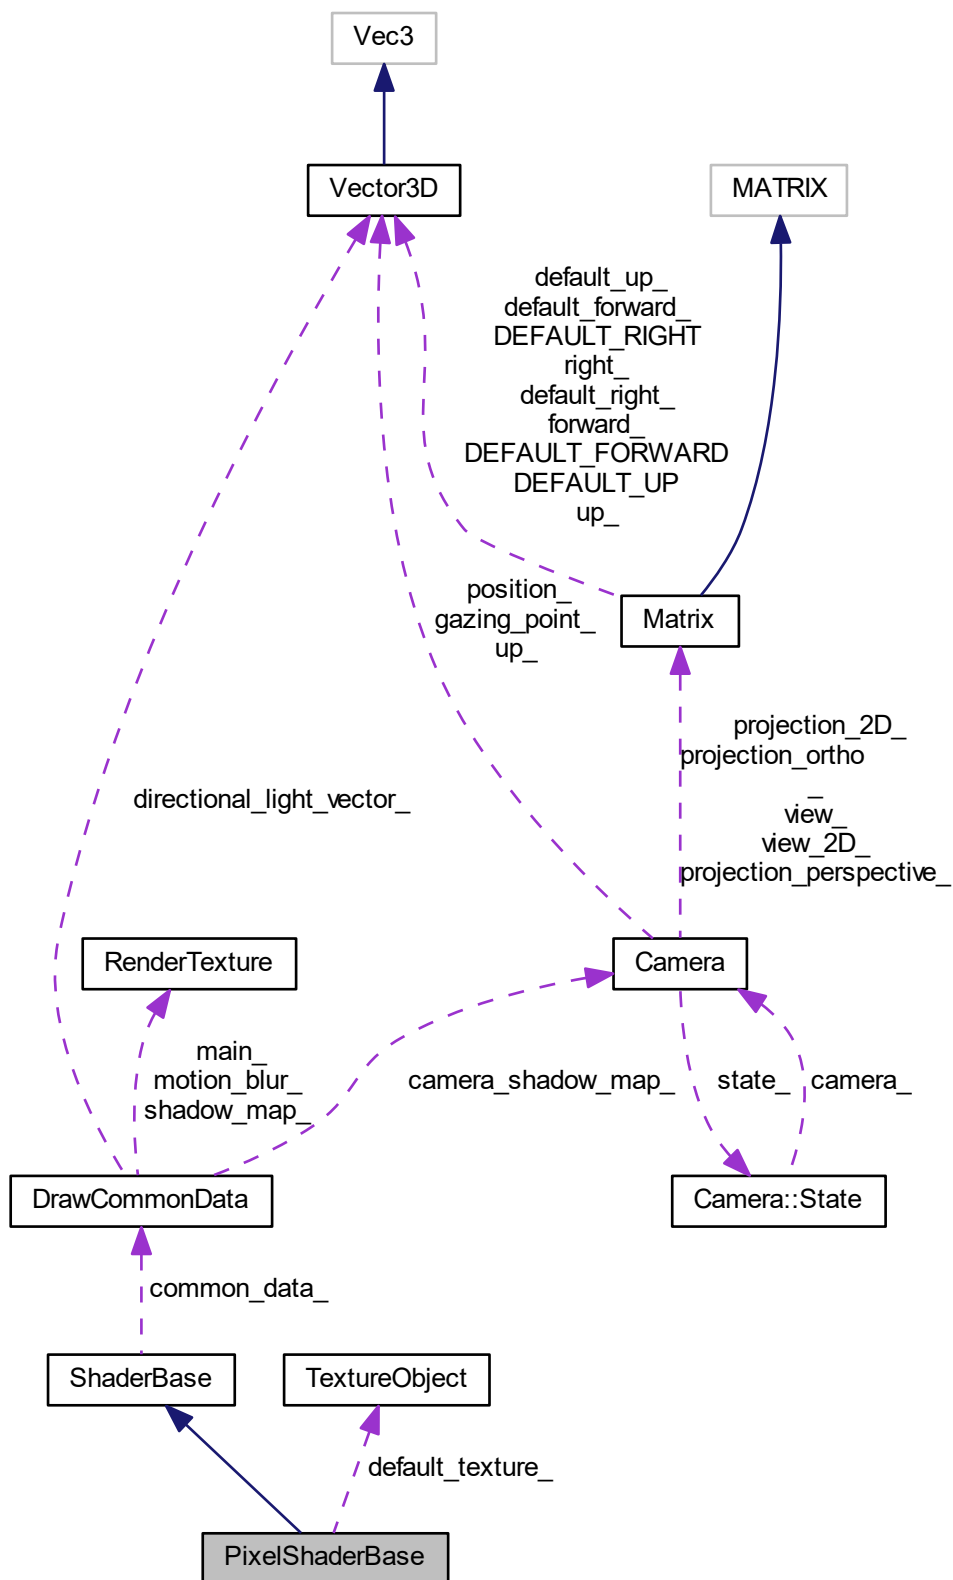 Vec3
Vector3D
MATRIX
default_up_
default_forward_
DEFAULT_RIGHT
right_
default_right_
forward_
DEFAULT_FORWARD
DEFAULT_UP
up_
position_
gazing_point_
up_
Matrix
projection_2D_
projection_ortho
_
view_
view_2D_
projection_perspective_
directional_light_vector_
RenderTexture
Camera
main_
motion_blur_
shadow_map_
camera_shadow_map_
state_
camera_
DrawCommonData
Camera::State
common_data_
ShaderBase
TextureObject
default_texture_
PixelShaderBase